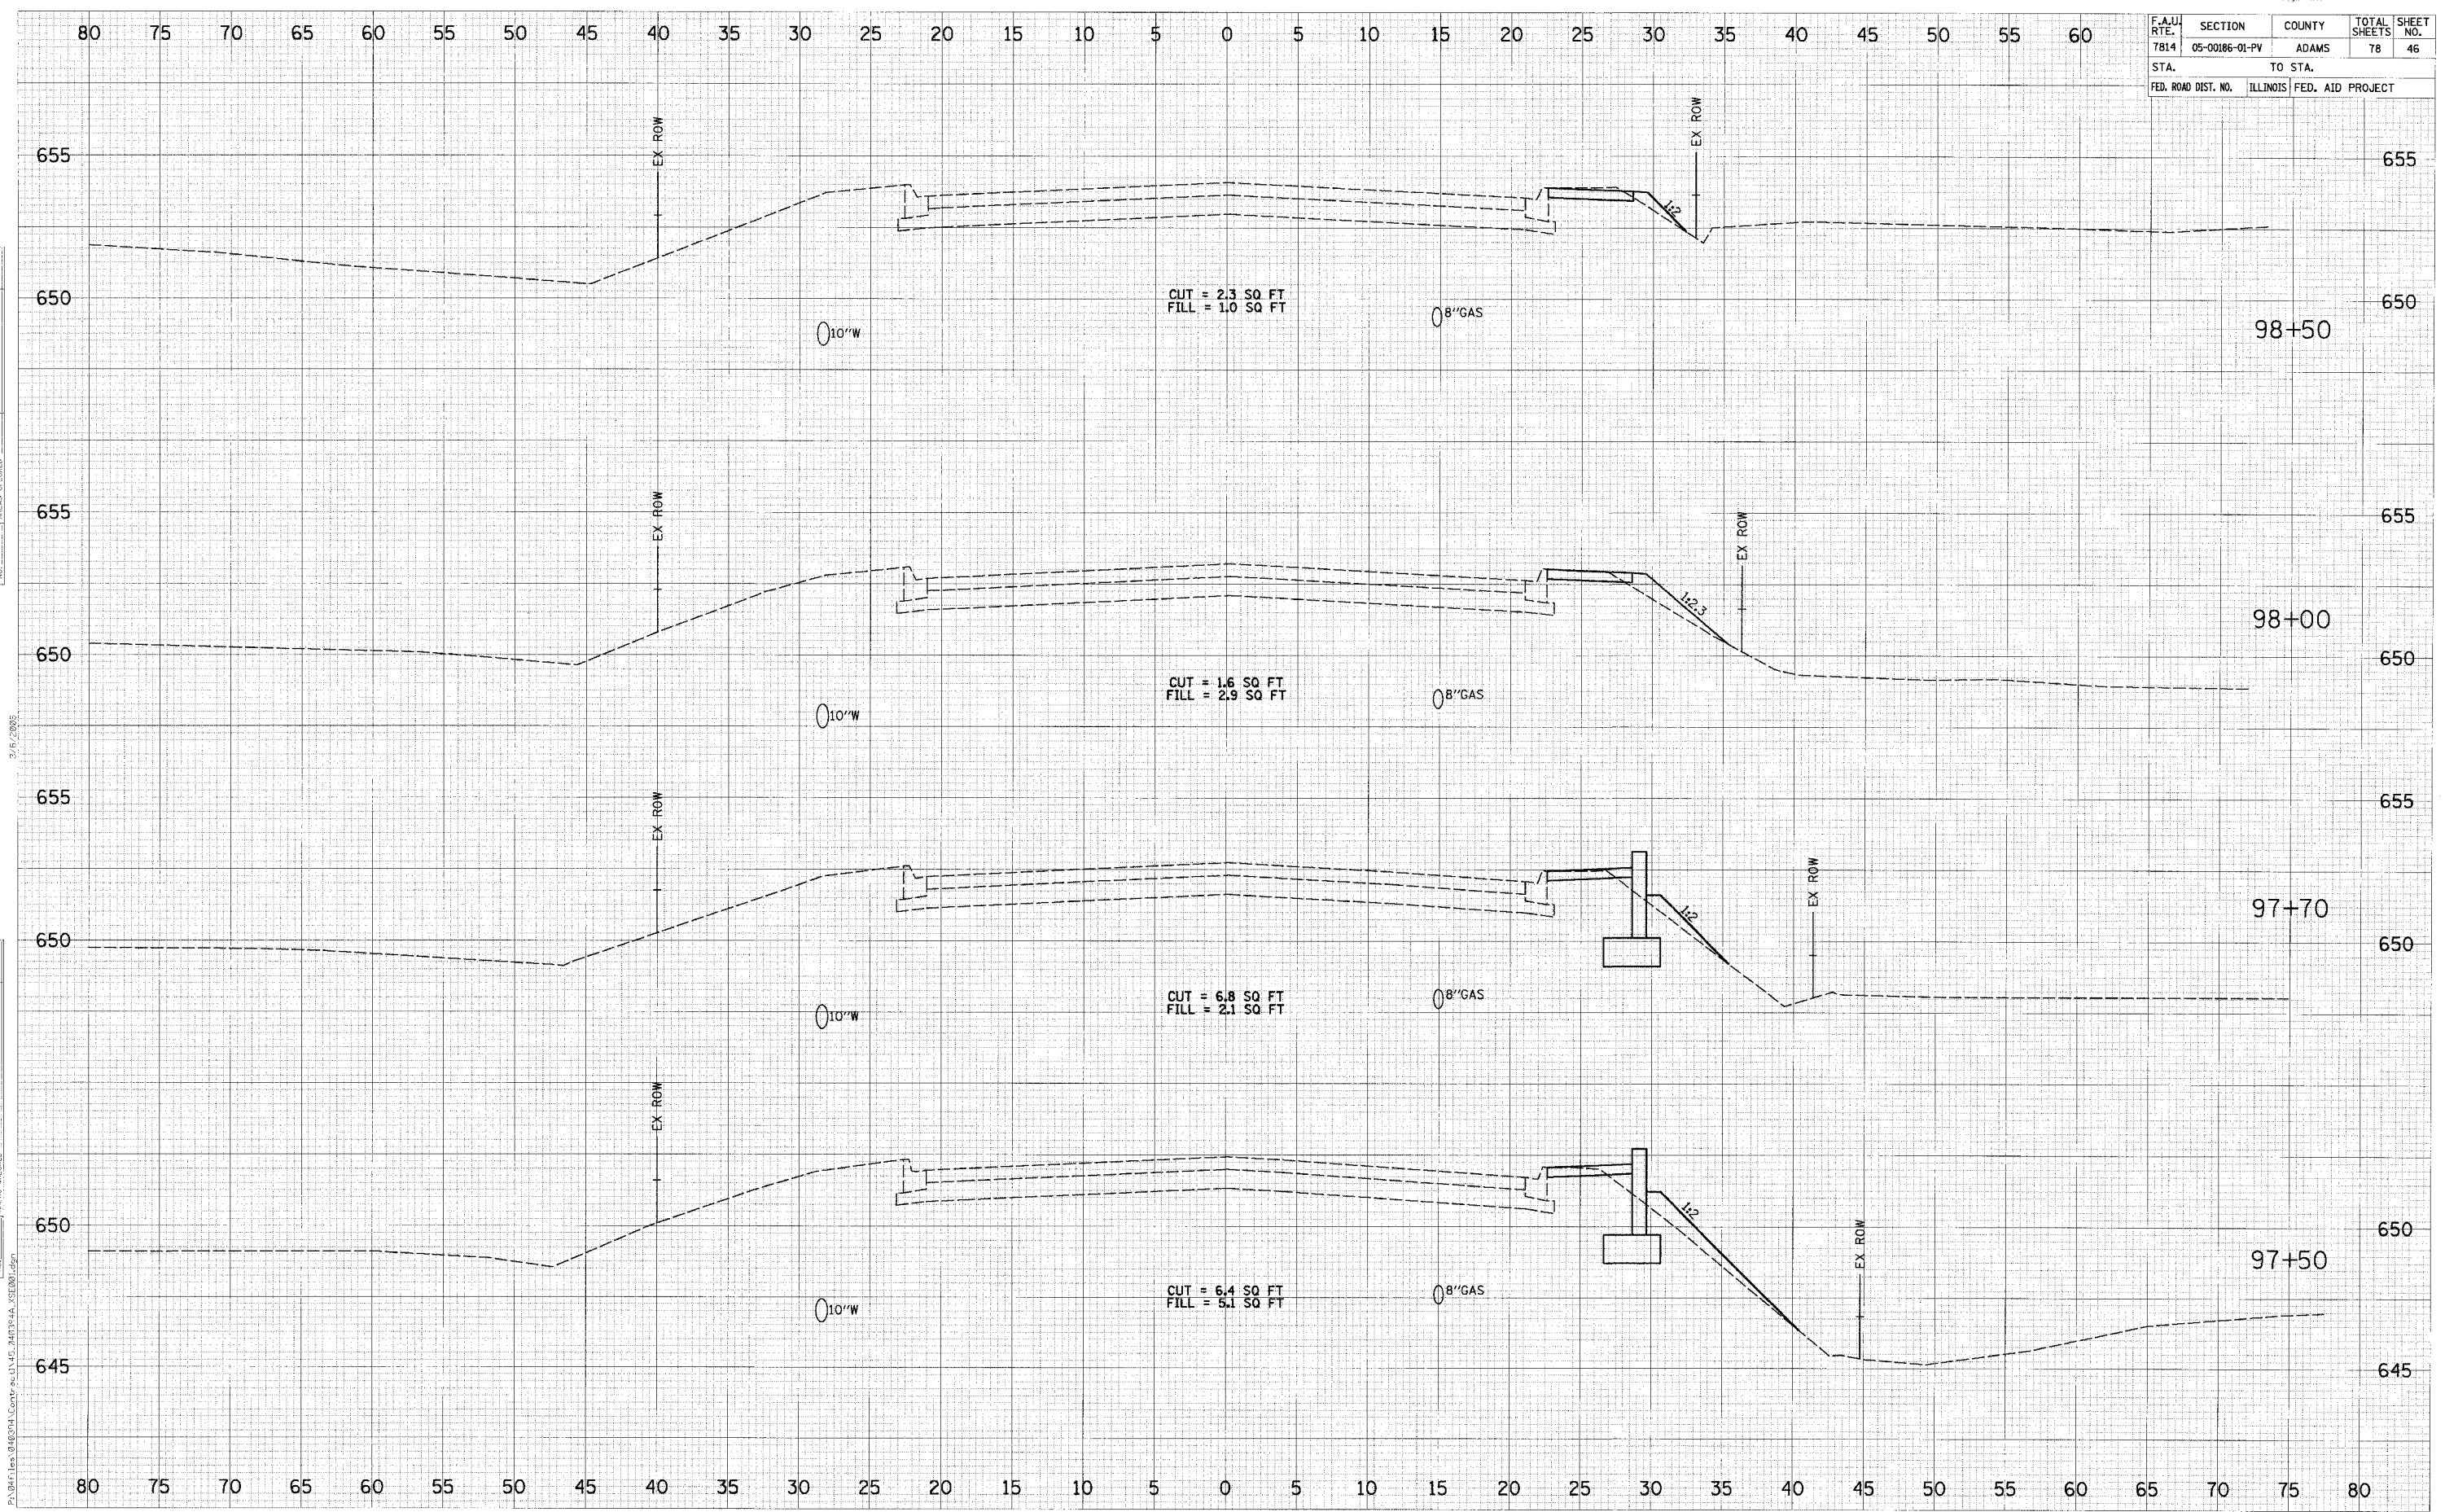 80 75 70 65 60 55 50 45 40 35 30 25 20 15 10 5 0 5 10 15 20 25 30 35 40 45 50 55 60
F.A.U. RTE. SECTION COUNTY TOTAL SHEETS SHEET NO.
7814 05-00186-01-PV ADAMS 78 46
STA. TO STA.
FED. ROAD DIST. NO. ILLINOIS FED. AID PROJECT
EX ROW
EX ROW
655
655
1:2
650
650
CUT = 2.3 SQ FT
FILL = 1.0 SQ FT
10"W
8"GAS
98+50
EX ROW
EX ROW
655
655
1:2.3
98+00
650
650
CUT = 1.6 SQ FT
FILL = 2.9 SQ FT
10"W
8"GAS
3/6/2006
EX ROW
EX ROW
655
655
1:2
97+70
650
650
CUT = 6.8 SQ FT
FILL = 2.1 SQ FT
10"W
8"GAS
EX ROW
EX ROW
1:2
650
650
97+50
CUT = 6.4 SQ FT
FILL = 5.1 SQ FT
10"W
8"GAS
645
645
80 75 70 65 60 55 50 45 40 35 30 25 20 15 10 5 0 5 10 15 20 25 30 35 40 45 50 55 60 65 70 75 80